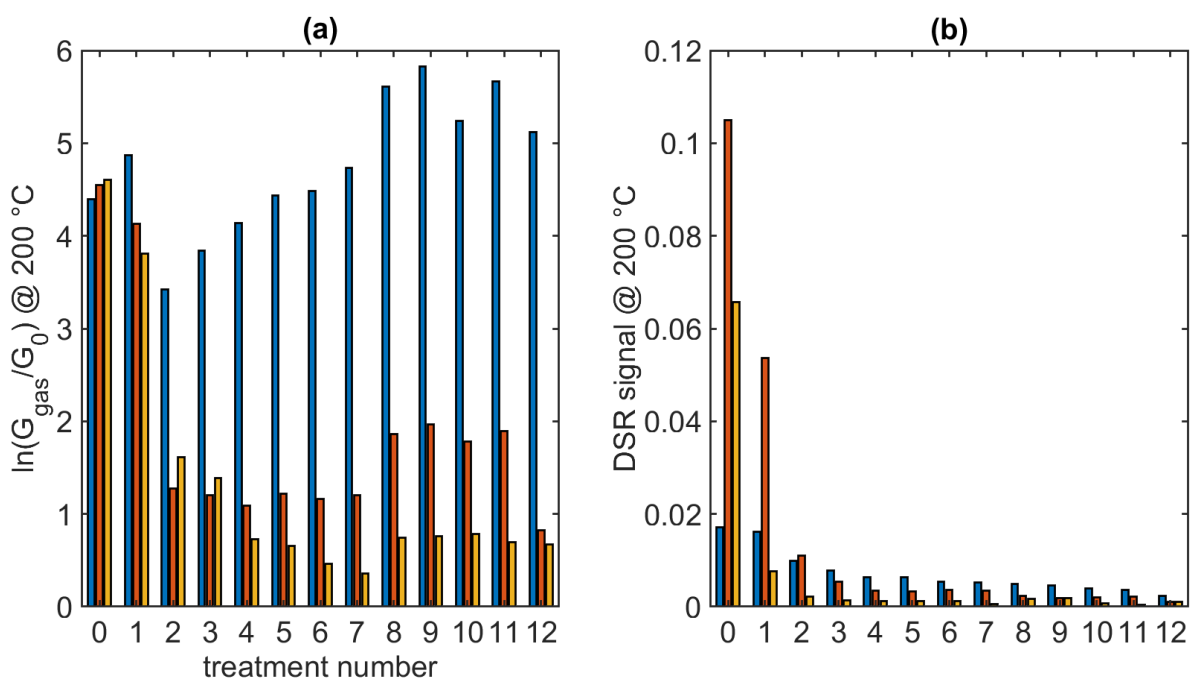 (a)
ln(G_gas/G_0) @ 200 °C
6
5
4
3
2
1
0
0 1 2 3 4 5 6 7 8 9 10 11 12
treatment number
(b)
DSR signal @ 200 °C
0.12
0.1
0.08
0.06
0.04
0.02
0
0 1 2 3 4 5 6 7 8 9 10 11 12